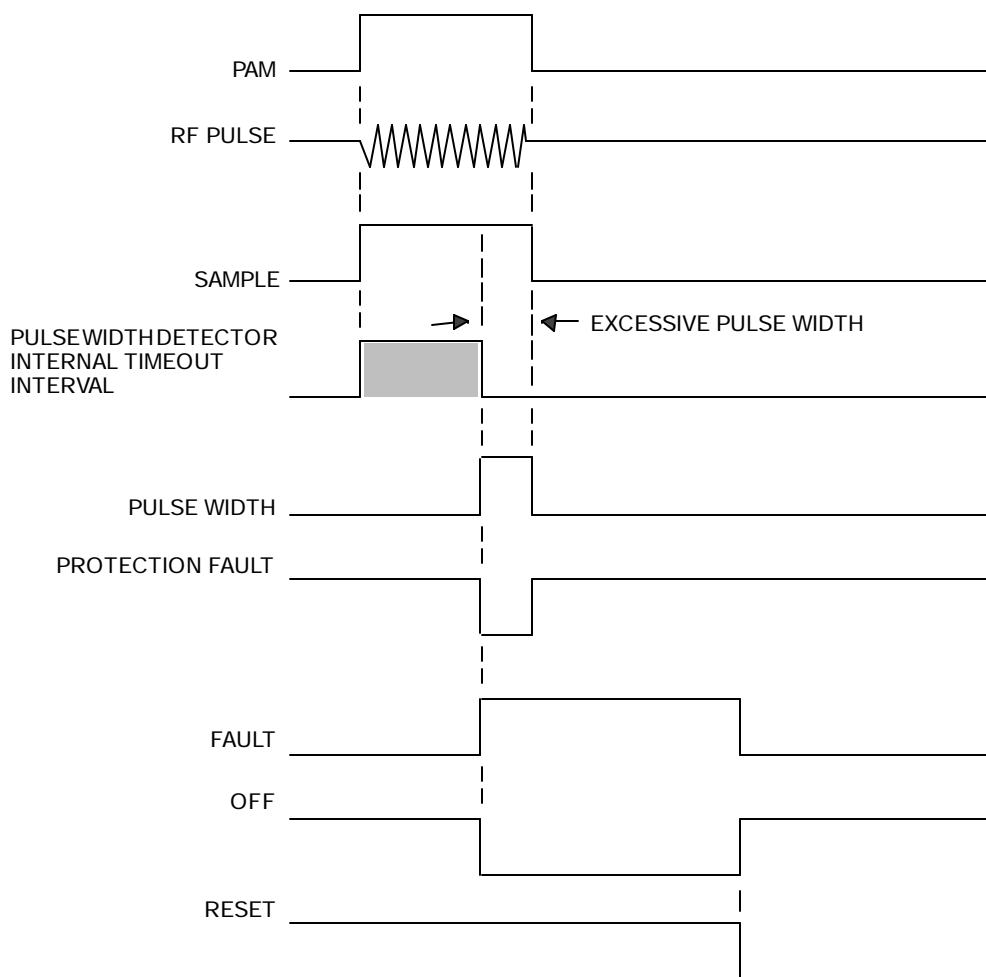 PAM
RF PULSE
SAMPLE
EXCESSIVE PULSE WIDTH
PULSEWIDTHDETECTOR
INTERNAL TIMEOUT
INTERVAL
PULSE WIDTH
PROTECTION FAULT
FAULT
OFF
RESET